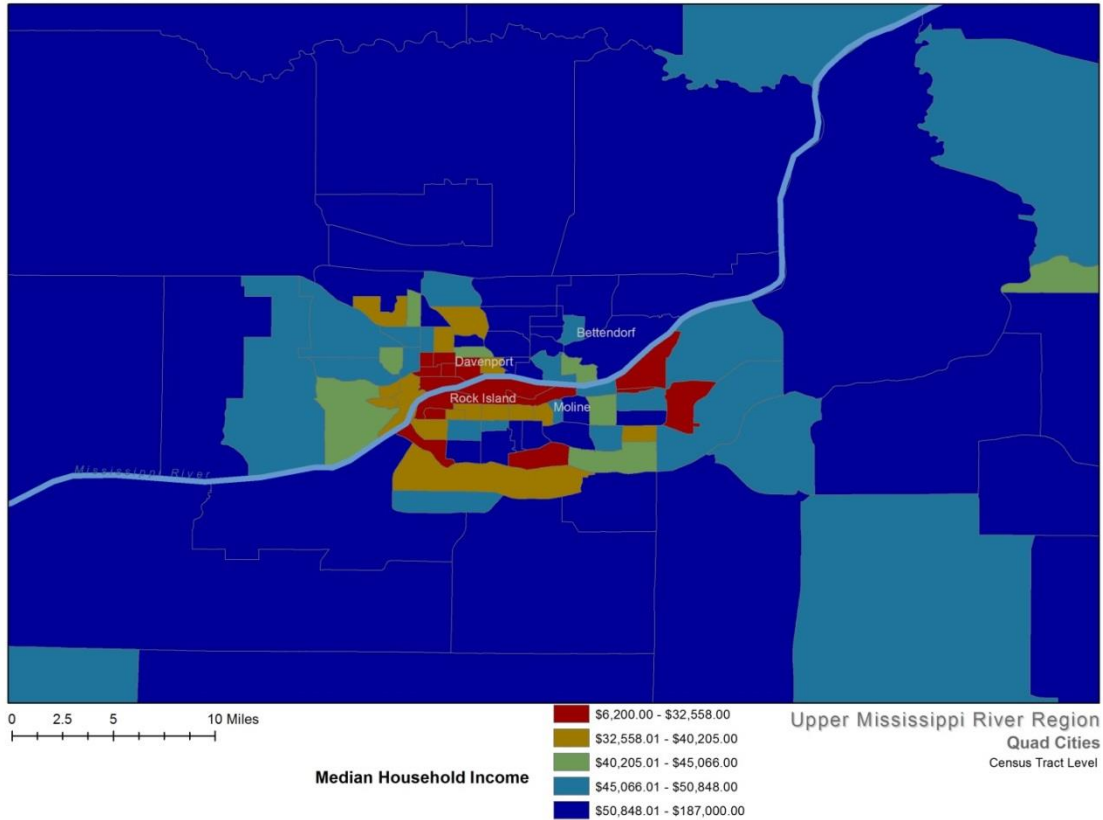 Bettendorf
Davenport
Rock Island
Moline
Mississippi River
0 2.5 5 10 Miles
Median Household Income
$6,200.00 - $32,558.00
$32,558.01 - $40,205.00
$40,205.01 - $45,066.00
$45,066.01 - $50,848.00
$50,848.01 - $187,000.00
Upper Mississippi River Region
Quad Cities
Census Tract Level